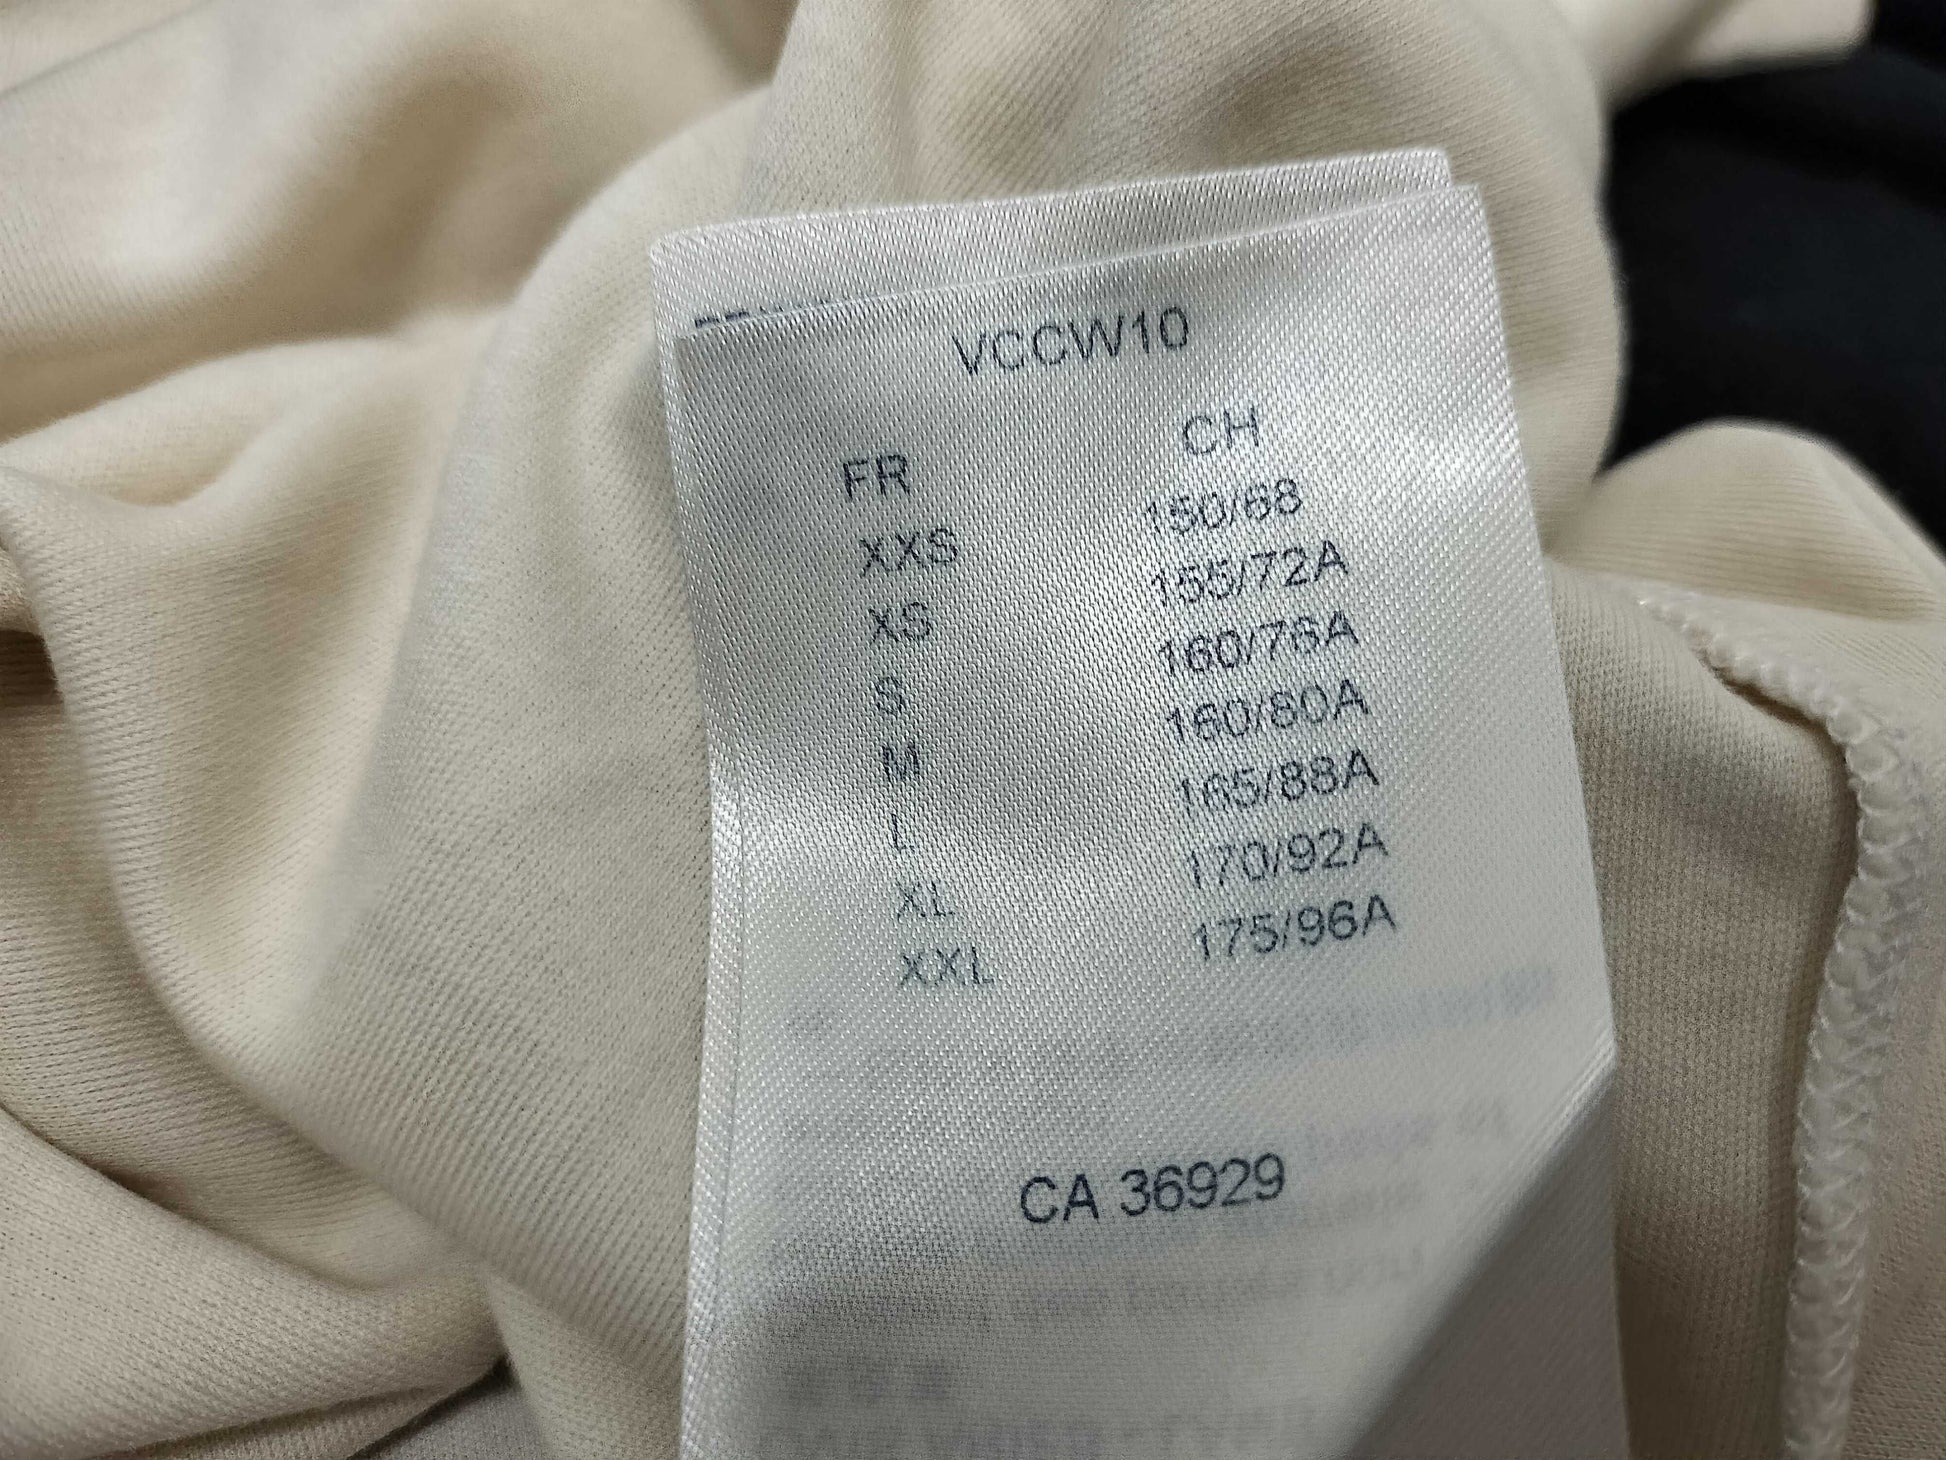 VCCW10
FR CH
XXS 150/68
XS 155/72A
S 160/76A
M 160/80A
L 165/88A
XL 170/92A
XXL 175/96A
CA 36929